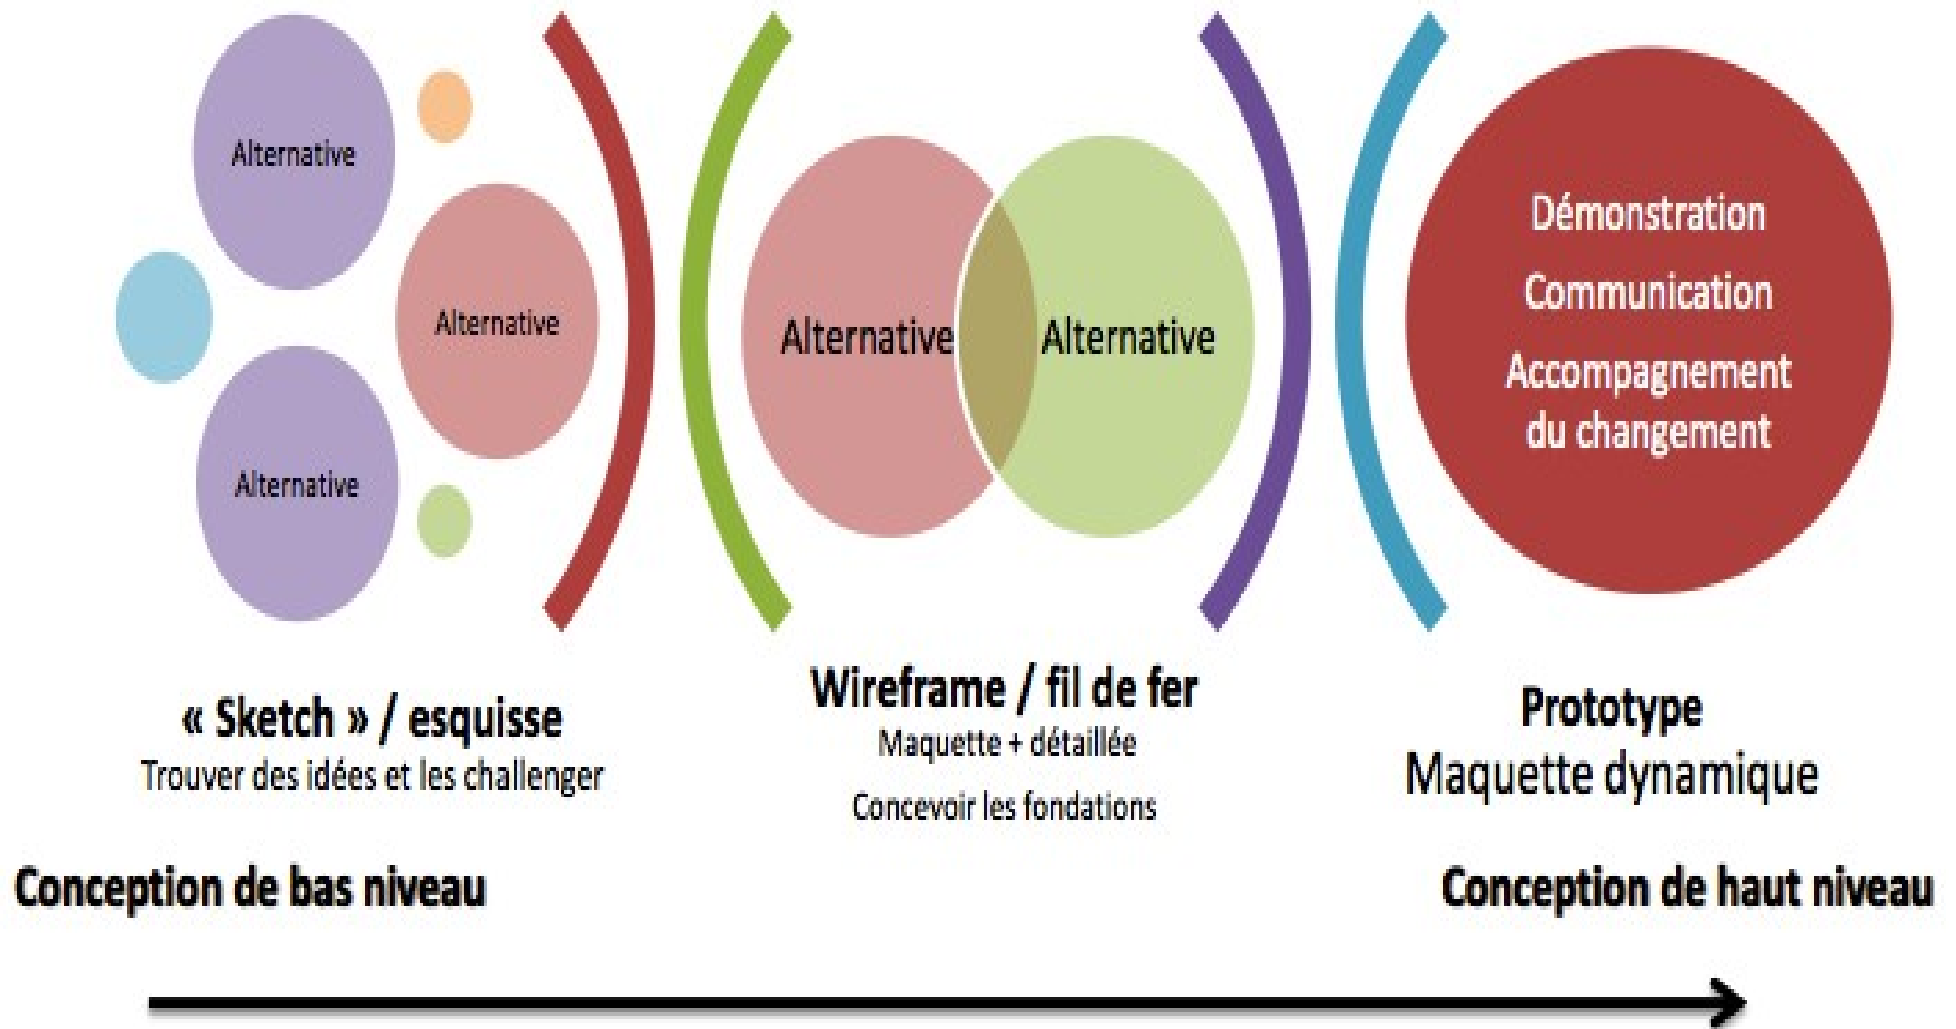 Alternative
Alternative
Alternative
« Sketch » / esquisse
Trouver des idées et les challenger
Alternative
Alternative
Wireframe / fil de fer
Maquette + détaillée
Concevoir les fondations
Démonstration
Communication
Accompagnement
du changement
Prototype
Maquette dynamique
Conception de bas niveau
Conception de haut niveau